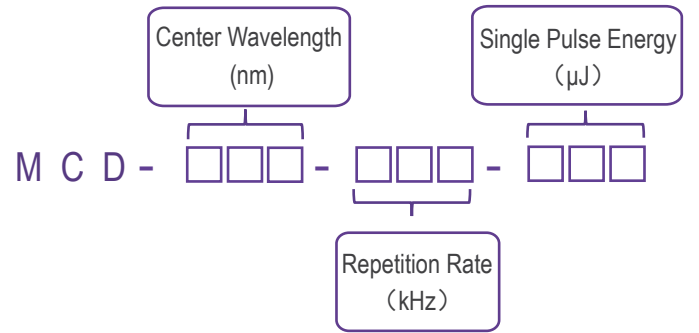 Center Wavelength
(nm)
Single Pulse Energy
（μJ）
M C D - □□□ - □□□ - □□□
Repetition Rate
（kHz）